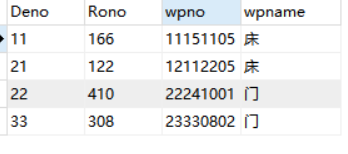 Deno Rono wpno wpname
11 166 11151105 床
21 122 12112205 床
22 410 22241001 门
33 308 23330802 门